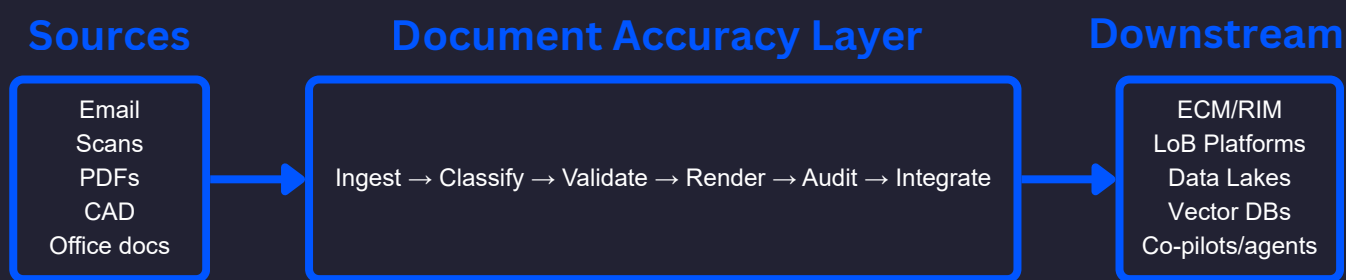 Sources
Document Accuracy Layer
Downstream
Email
Scans
PDFs
CAD
Office docs
Ingest → Classify → Validate → Render → Audit → Integrate
ECM/RIM
LoB Platforms
Data Lakes
Vector DBs
Co-pilots/agents